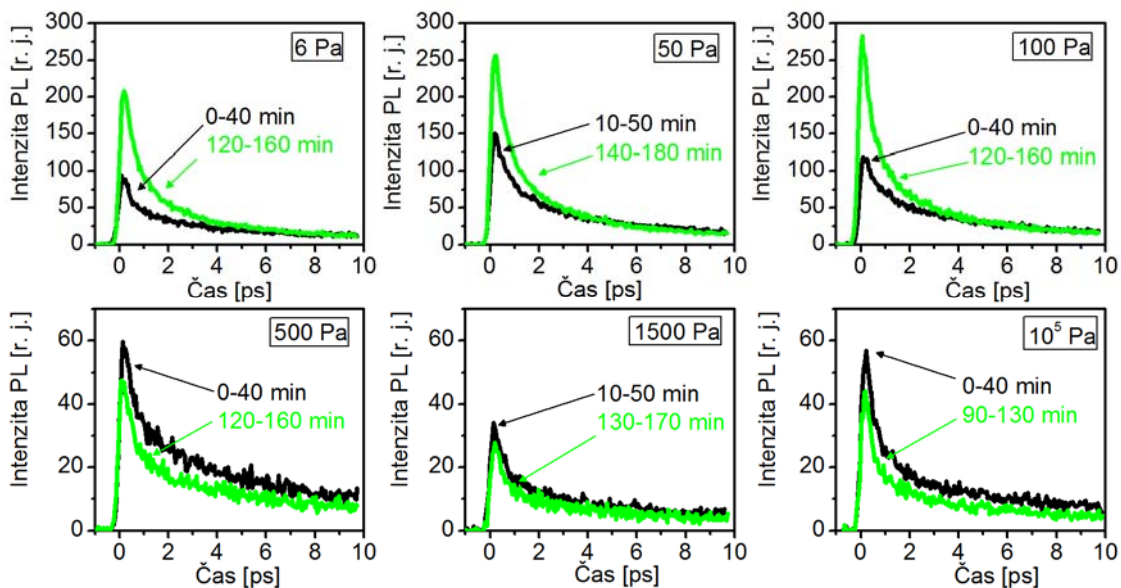 Intenzita PL [r. j.]
300
250
200
150
100
50
0
6 Pa
0-40 min
120-160 min
0 2 4 6 8 10
Čas [ps]
Intenzita PL [r. j.]
300
250
200
150
100
50
0
50 Pa
10-50 min
140-180 min
0 2 4 6 8 10
Čas [ps]
Intenzita PL [r. j.]
300
250
200
150
100
50
0
100 Pa
0-40 min
120-160 min
0 2 4 6 8 10
Čas [ps]
Intenzita PL [r. j.]
60
40
20
0
500 Pa
0-40 min
120-160 min
0 2 4 6 8 10
Čas [ps]
Intenzita PL [r. j.]
60
40
20
0
1500 Pa
10-50 min
130-170 min
0 2 4 6 8 10
Čas [ps]
Intenzita PL [r. j.]
60
40
20
0
10⁵ Pa
0-40 min
90-130 min
0 2 4 6 8 10
Čas [ps]